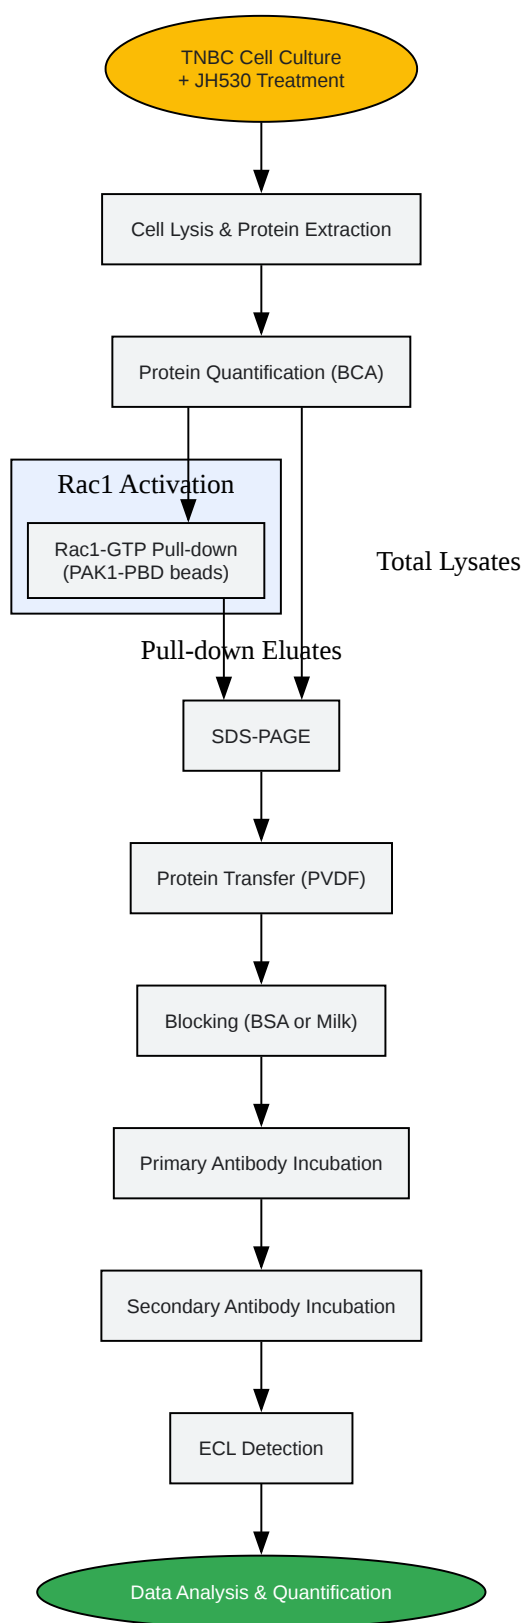 TNBC Cell Culture
+ JH530 Treatment
Cell Lysis & Protein Extraction
Protein Quantification (BCA)
Rac1 Activation
Rac1-GTP Pull-down
(PAK1-PBD beads)
Total Lysates
Pull-down Eluates
SDS-PAGE
Protein Transfer (PVDF)
Blocking (BSA or Milk)
Primary Antibody Incubation
Secondary Antibody Incubation
ECL Detection
Data Analysis & Quantification